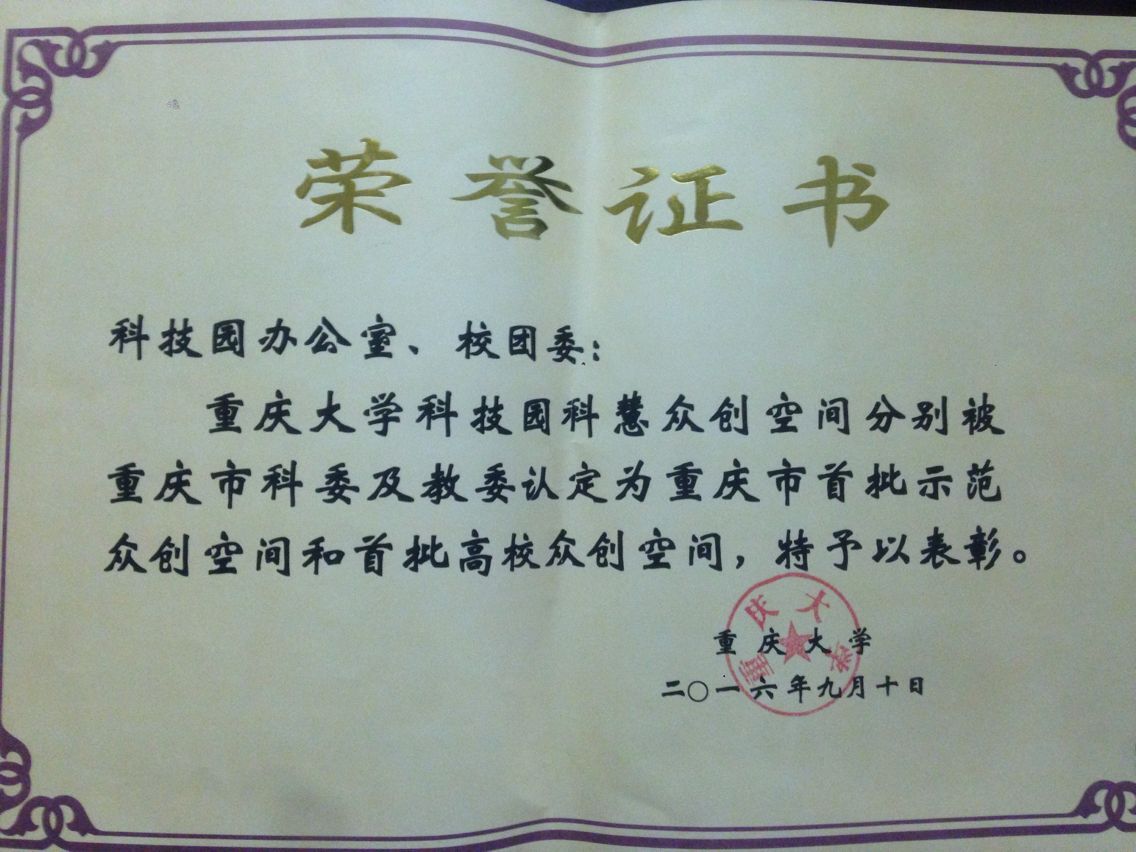 荣誉证书
科技园办公室、校团委:
重庆大学科技园科慧众创空间分别被
重庆市科委及教委认定为重庆市首批示范
众创空间和首批高校众创空间,特予以表彰。
重庆大学
重庆大学
二〇一六年九月十日